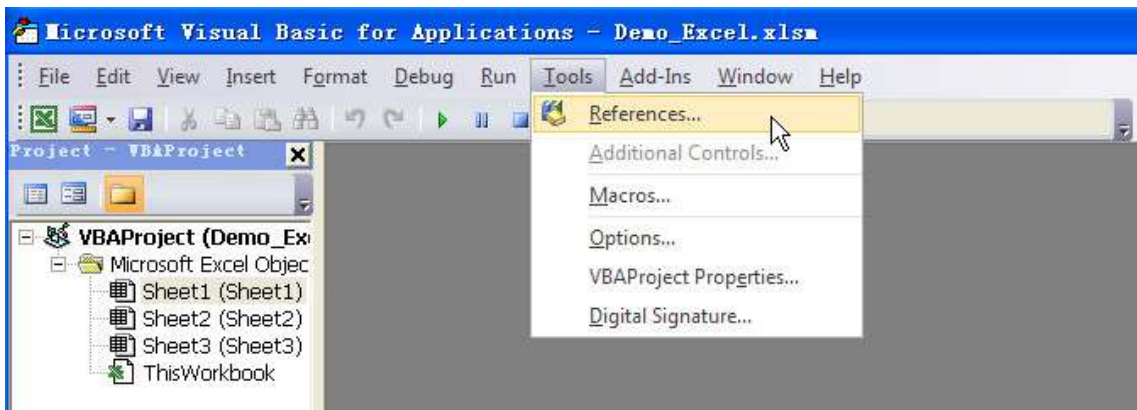 Microsoft Visual Basic for Applications - Demo_Excel.xlsm
File Edit View Insert Format Debug Run Tools Add-Ins Window Help
References...
Additional Controls...
Macros...
Options...
VBAProject Properties...
Digital Signature...
Project - VBAProject
VBAProject (Demo_Ex
Microsoft Excel Objec
Sheet1 (Sheet1)
Sheet2 (Sheet2)
Sheet3 (Sheet3)
ThisWorkbook